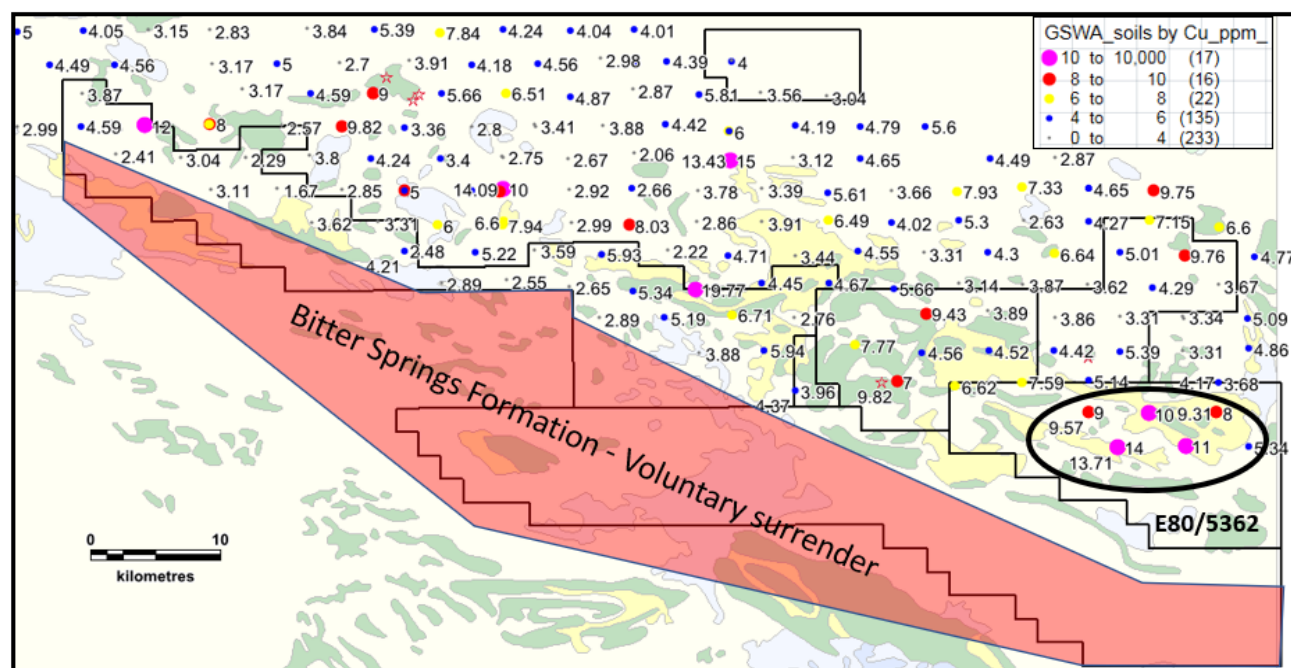 GSWA_soils by Cu_ppm_
10 to 10,000 (17)
8 to 10 (16)
6 to 8 (22)
4 to 6 (135)
0 to 4 (233)
5 4.05 3.15 2.83 3.84 5.39 7.84 4.24 4.04 4.01
4.49 4.56 3.17 5 2.7 3.91 4.18 4.56 2.98 4.39 4
3.87 3.17 4.59 9 5.66 6.51 4.87 2.87 5.81 3.56 3.04
2.99 4.59 12 8 2.57 9.82 3.36 2.8 3.41 3.88 4.42 6 4.19 4.79 5.6
2.41 3.04 2.29 3.8 4.24 3.4 2.75 2.67 2.06 13.43 15 3.12 4.65 4.49 2.87
3.11 1.67 2.85 5 14.09 10 2.92 2.66 3.78 3.39 5.61 3.66 7.93 7.33 4.65 9.75
3.62 3.31 6 6.6 7.94 2.99 8.03 2.86 3.91 6.49 4.02 5.3 2.63 4.27 7.15 6.6
4.21 2.48 5.22 3.59 5.93 2.22 4.71 3.44 4.55 3.31 4.3 6.64 5.01 9.76 4.77
2.89 2.55 2.65 5.34 19.77 4.45 4.67 5.66 3.14 3.87 3.62 4.29 3.67
2.89 5.19 6.71 2.76 9.43 3.89 3.86 3.31 3.34 5.09
3.88 5.94 7.77 4.56 4.52 4.42 5.39 3.31 4.86
4.37 3.96 9.82 7 6.62 7.59 5.14 4.17 3.68
9.57 9 10 9.31 8
13.71 14 11 5.34
Bitter Springs Formation - Voluntary surrender
E80/5362
0 10
kilometres